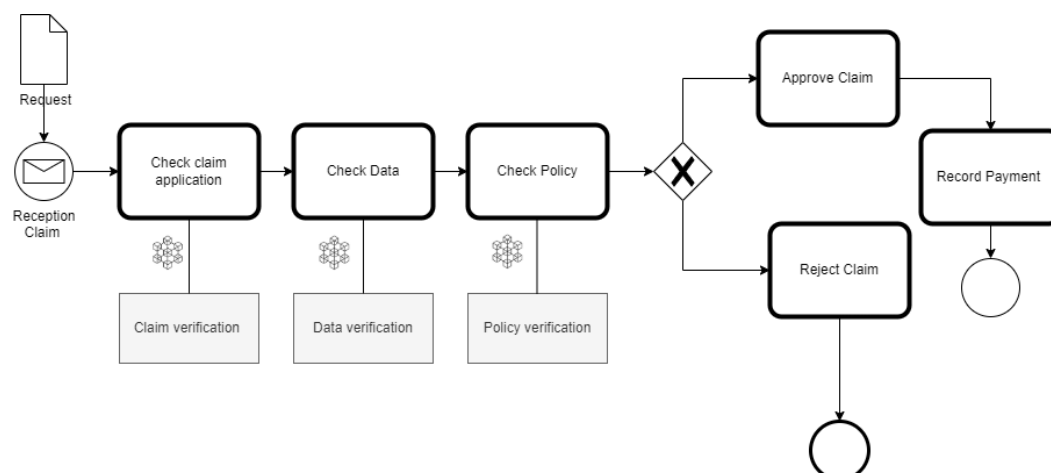 Request
Reception
Claim
Check claim
application
Check Data
Check Policy
Approve Claim
Record Payment
Reject Claim
Claim verification
Data verification
Policy verification